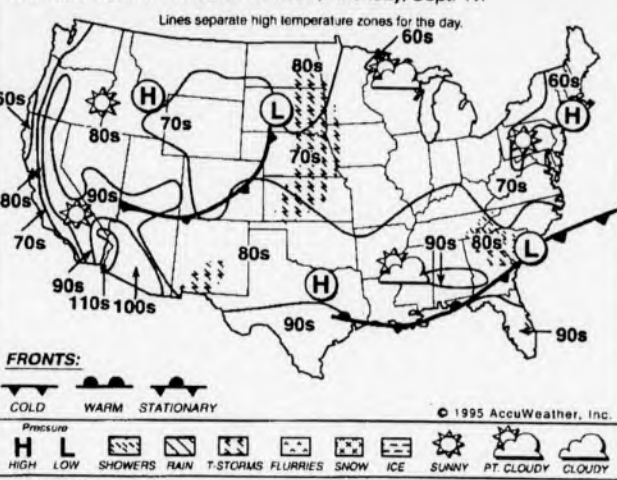 Lines separate high temperature zones for the day.
60s
80s
60s
H
H
60s
80s
70s
L
70s
80s
90s
70s
80s
70s
80s
90s
80s
L
H
90s
110s
100s
90s
90s
FRONTS:
COLD WARM STATIONARY
© 1995 AccuWeather, Inc.
Pressure
H L
HIGH LOW SHOWERS RAIN T-STORMS FLURRIES SNOW ICE SUNNY PT. CLOUDY CLOUDY